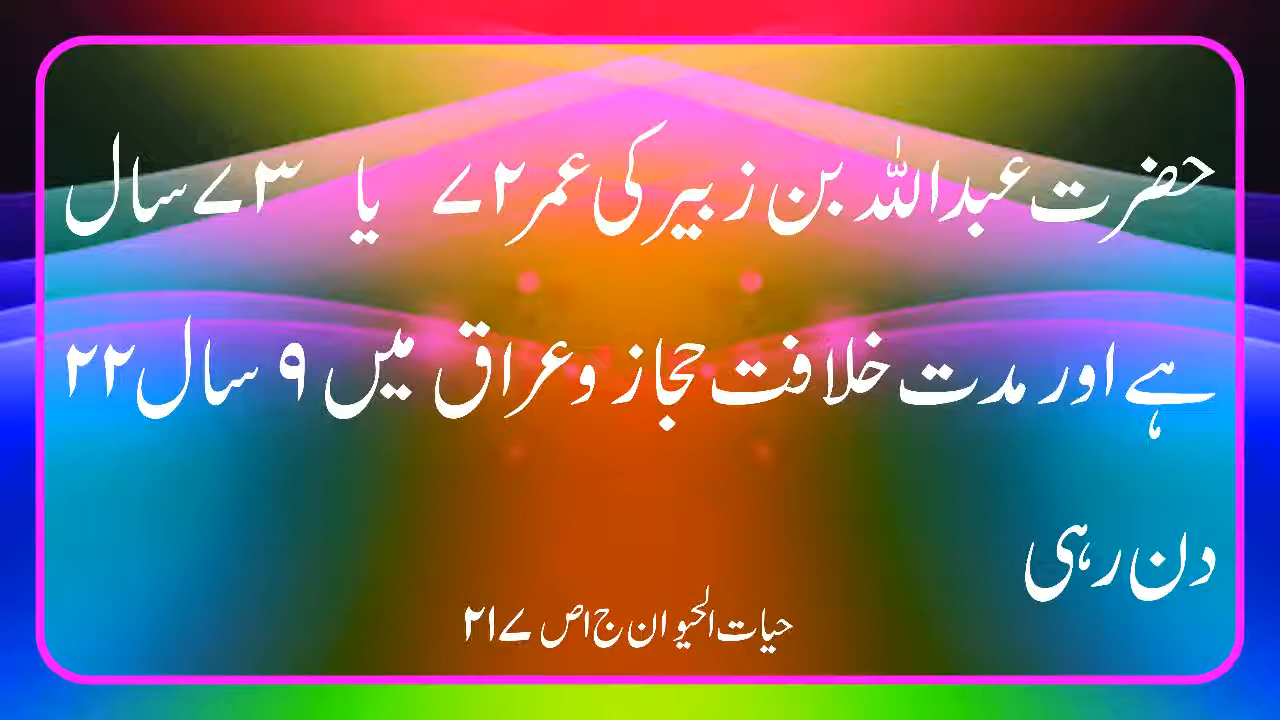 حضرت عبداللہ بن زبیر کی عمر ۷۲ یا ۷۳ سال
ہے اور مدت خلافت حجاز و عراق میں ۹ سال ۲۲
دن رہی
حیات الحیوان ج۱ص ۲۱۷